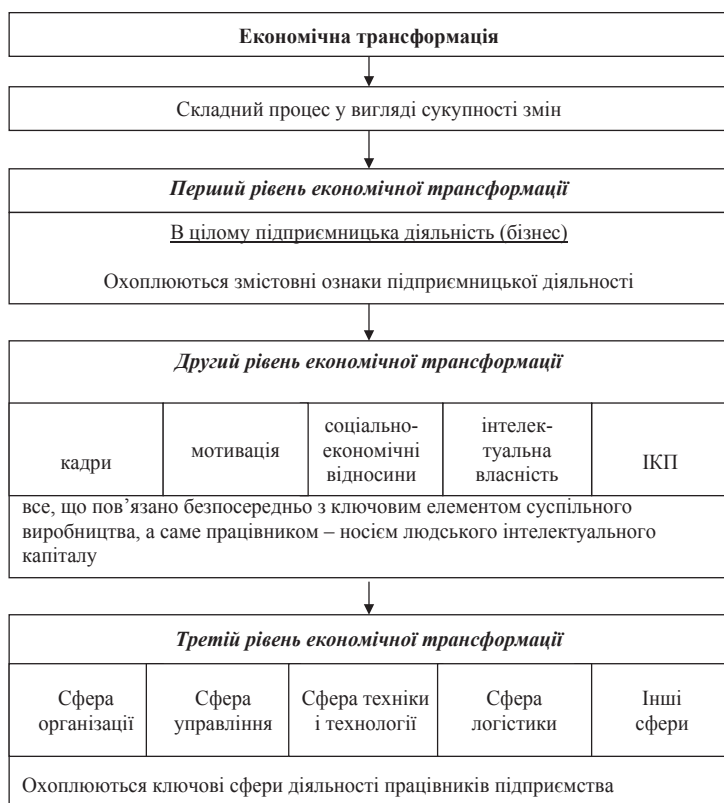 Економічна трансформація
Складний процес у вигляді сукупності змін
Перший рівень економічної трансформації
В цілому підприємницька діяльність (бізнес)
Охоплюються змістовні ознаки підприємницької діяльності
Другий рівень економічної трансформації
кадри
мотивація
соціально-
економічні
відносини
інтелек-
туальна
власність
ІКП
все, що пов’язано безпосередньо з ключовим елементом суспільного
виробництва, а саме працівником – носієм людського інтелектуального
капіталу
Третій рівень економічної трансформації
Сфера
організації
Сфера
управління
Сфера техніки
і технології
Сфера
логістики
Інші
сфери
Охоплюються ключові сфери діяльності працівників підприємства